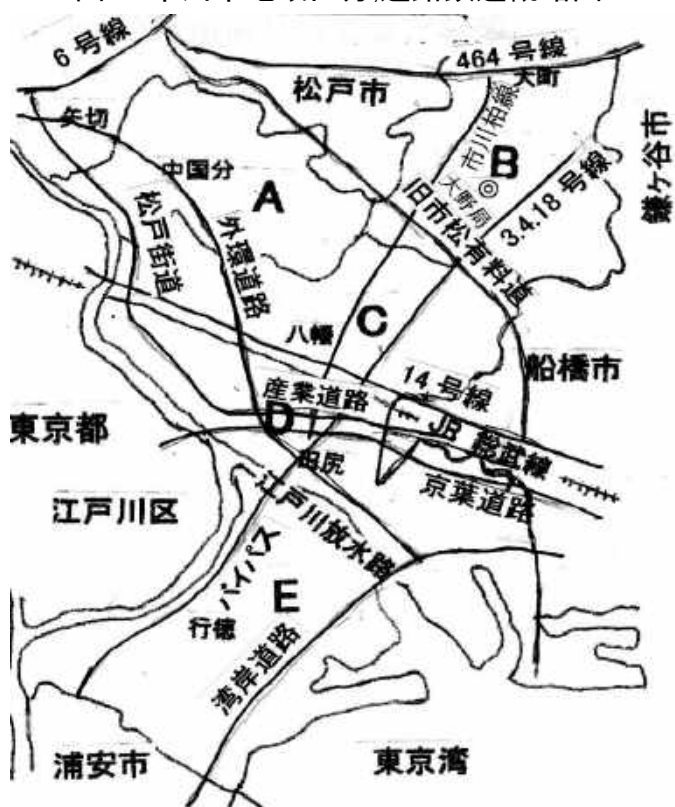 6号線
464号線
大町
松戸市
矢切
市川柏線
鎌ヶ谷市
中国分
B
A
大野局
3.4.18号線
松戸街道
外環道路
旧市松有料道
八幡
C
船橋市
産業道路
14号線
東京都
D
JR 総武線
田尻
京葉道路
江戸川区
江戸川放水路
バイパス
E
行徳
湾岸道路
浦安市
東京湾